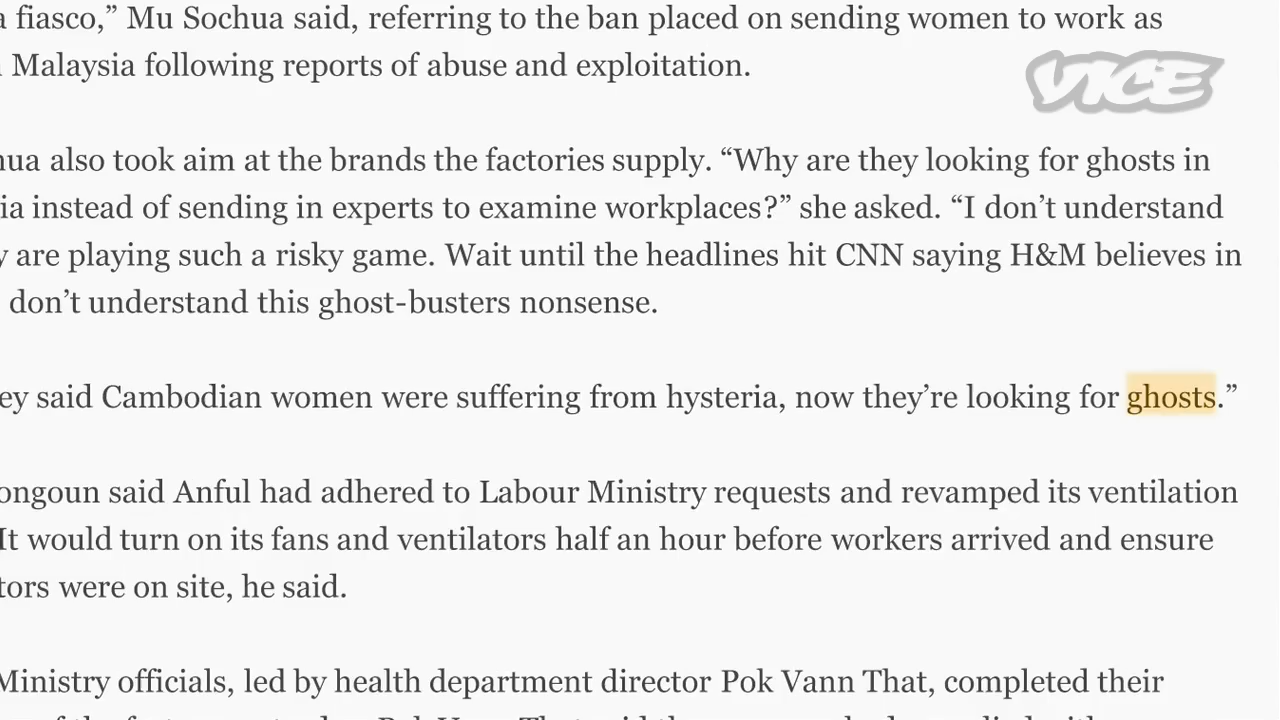 a fiasco,” Mu Sochua said, referring to the ban placed on sending women to work as
Malaysia following reports of abuse and exploitation.
VICE
also took aim at the brands the factories supply. “Why are they looking for ghosts in
instead of sending in experts to examine workplaces?” she asked. “I don’t understand
are playing such a risky game. Wait until the headlines hit CNN saying H&M believes in
don’t understand this ghost-busters nonsense.
said Cambodian women were suffering from hysteria, now they’re looking for ghosts.”
said Anful had adhered to Labour Ministry requests and revamped its ventilation
It would turn on its fans and ventilators half an hour before workers arrived and ensure
were on site, he said.
Ministry officials, led by health department director Pok Vann That, completed their